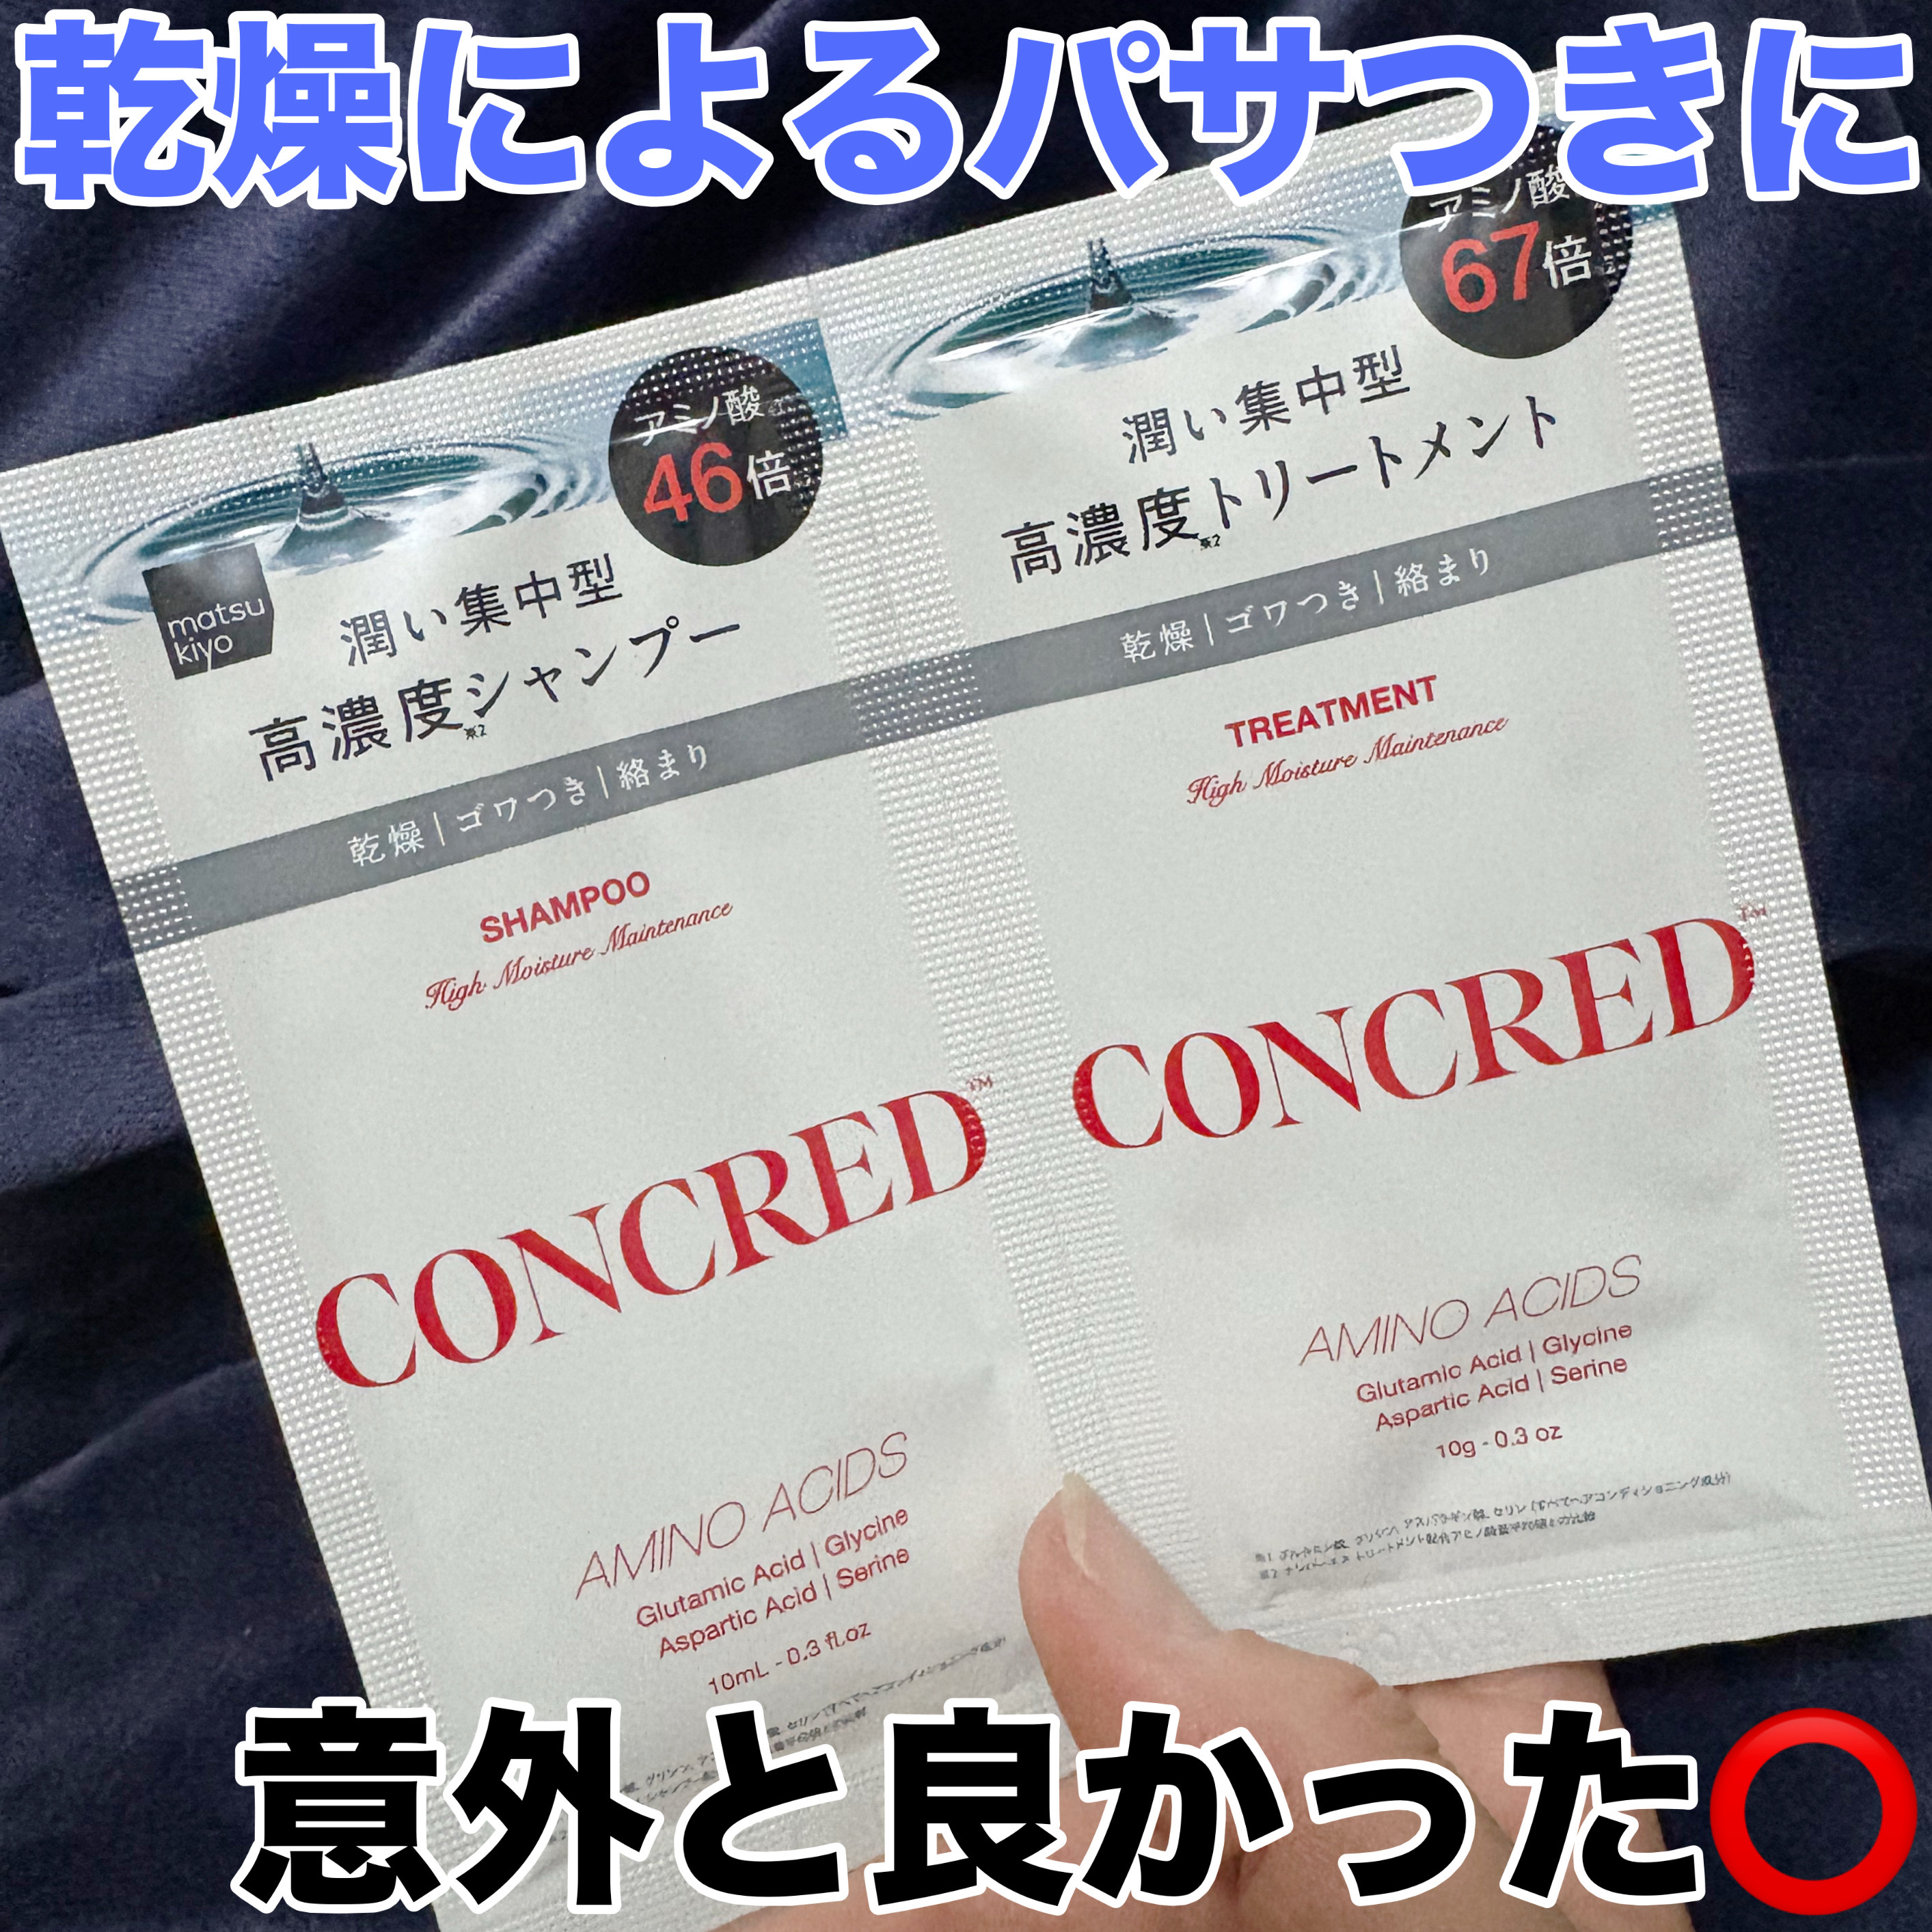 乾燥によるパサつきに
アミノ酸
46倍
matsu
kiyo
潤い集中型
高濃度シャンプー
※2
乾燥|ゴワつき|絡まり
SHAMPOO
High Moisture Maintenance
CONCRED™
AMINO ACIDS
Glutamic Acid | Glycine
Aspartic Acid | Serine
10mL - 0.3 fl.oz
アミノ酸
67倍
潤い集中型
高濃度トリートメント
※2
乾燥|ゴワつき|絡まり
TREATMENT
High Moisture Maintenance
CONCRED™
AMINO ACIDS
Glutamic Acid | Glycine
Aspartic Acid | Serine
10g - 0.3 oz
意外と良かった⭕